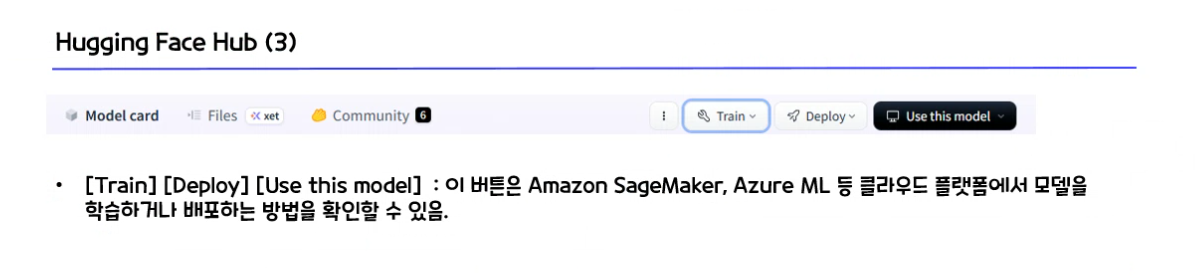 Hugging Face Hub (3)
Model card Files xet Community 6 Train Deploy Use this model
• [Train] [Deploy] [Use this model] : 이 버튼은 Amazon SageMaker, Azure ML 등 클라우드 플랫폼에서 모델을
학습하거나 배포하는 방법을 확인할 수 있음.